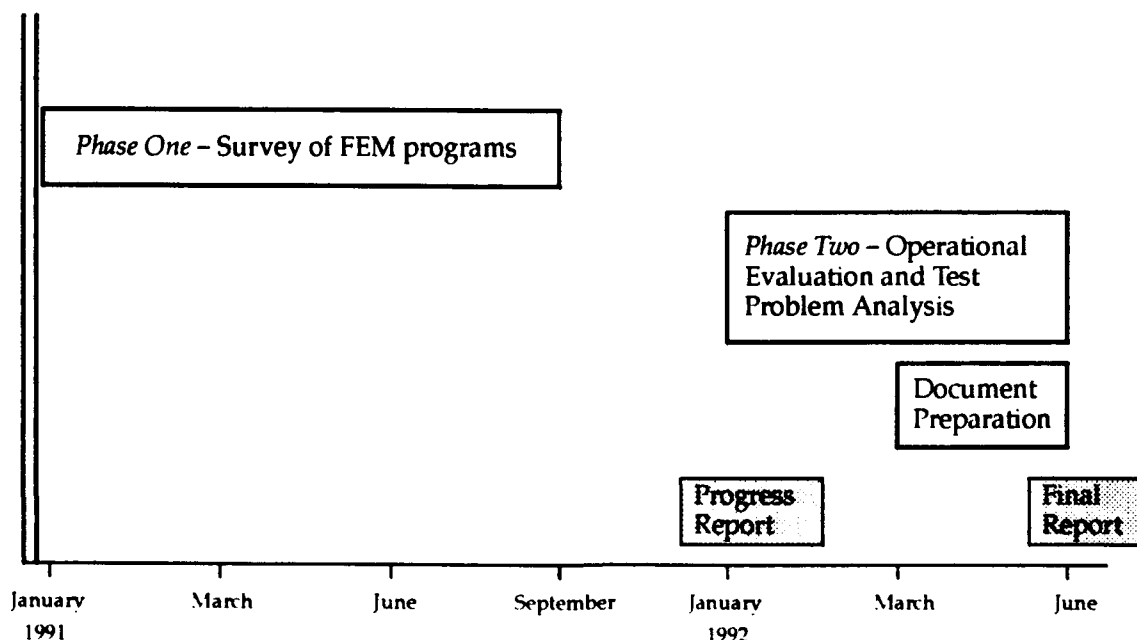 Phase One – Survey of FEM programs
Phase Two – Operational
Evaluation and Test
Problem Analysis
Document
Preparation
Progress
Report
Final
Report
January
1991
March
June
September
January
1992
March
June